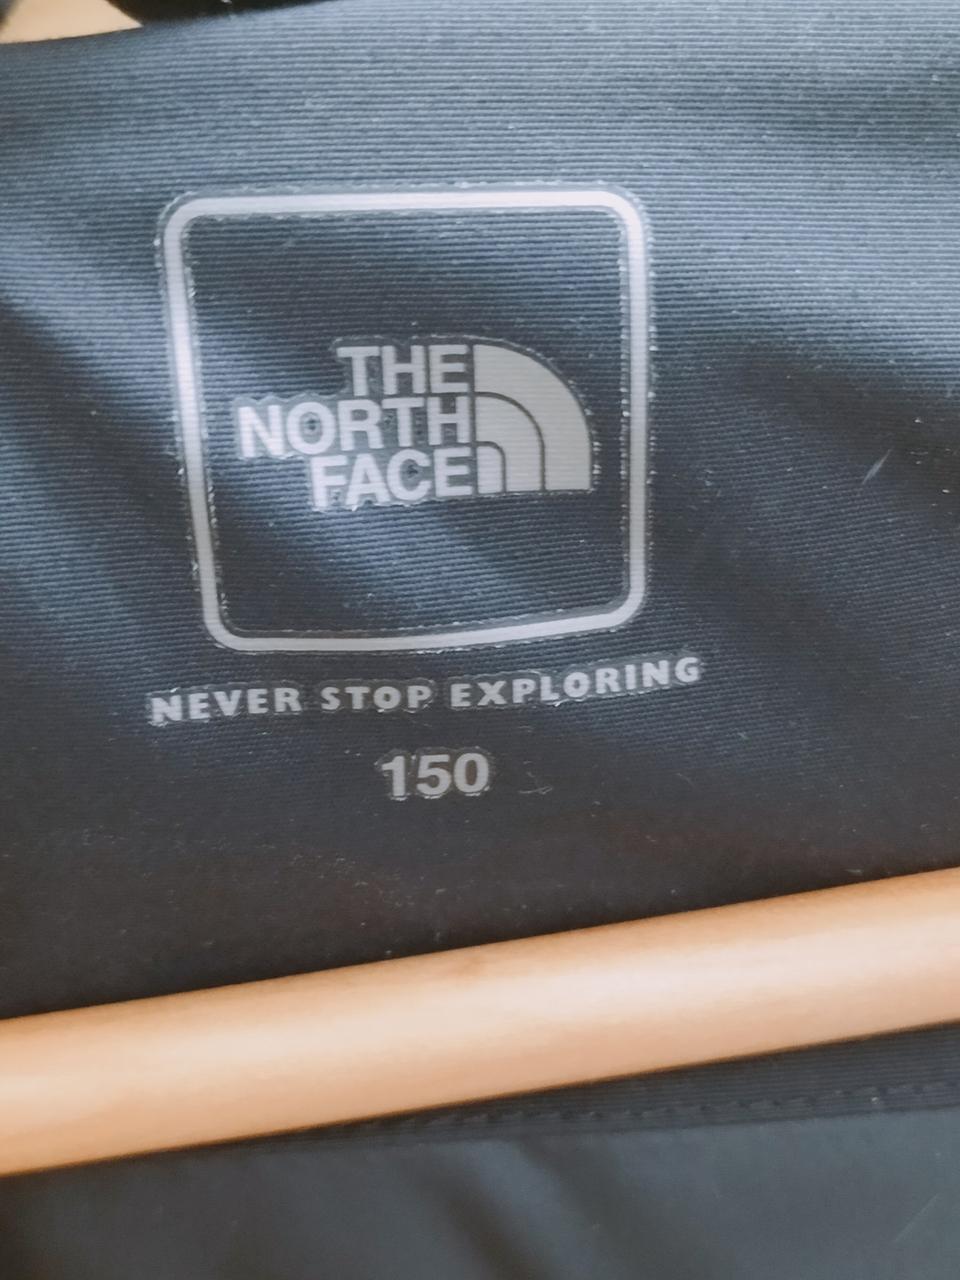 THE
NORTH
FACE
NEVER STOP EXPLORING
150